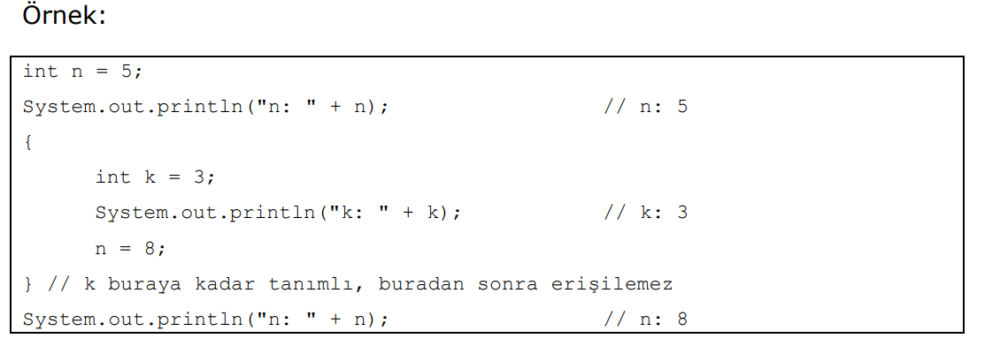 Örnek:
int n = 5;
System.out.println("n: " + n); // n: 5
{
int k = 3;
System.out.println("k: " + k); // k: 3
n = 8;
} // k buraya kadar tanımlı, buradan sonra erişilemez
System.out.println("n: " + n); // n: 8